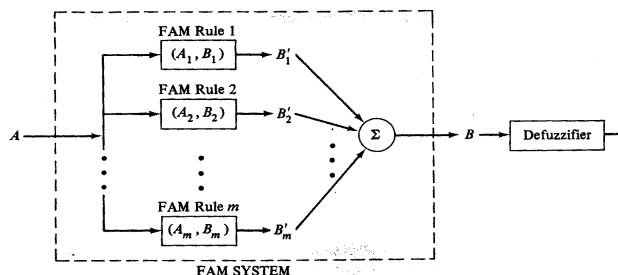 FAM Rule 1
(A₁, B₁)
B′₁
FAM Rule 2
(A₂, B₂)
B′₂
A
Σ
B
Defuzzifier
FAM Rule m
(Aₘ, Bₘ)
B′ₘ
FAM SYSTEM